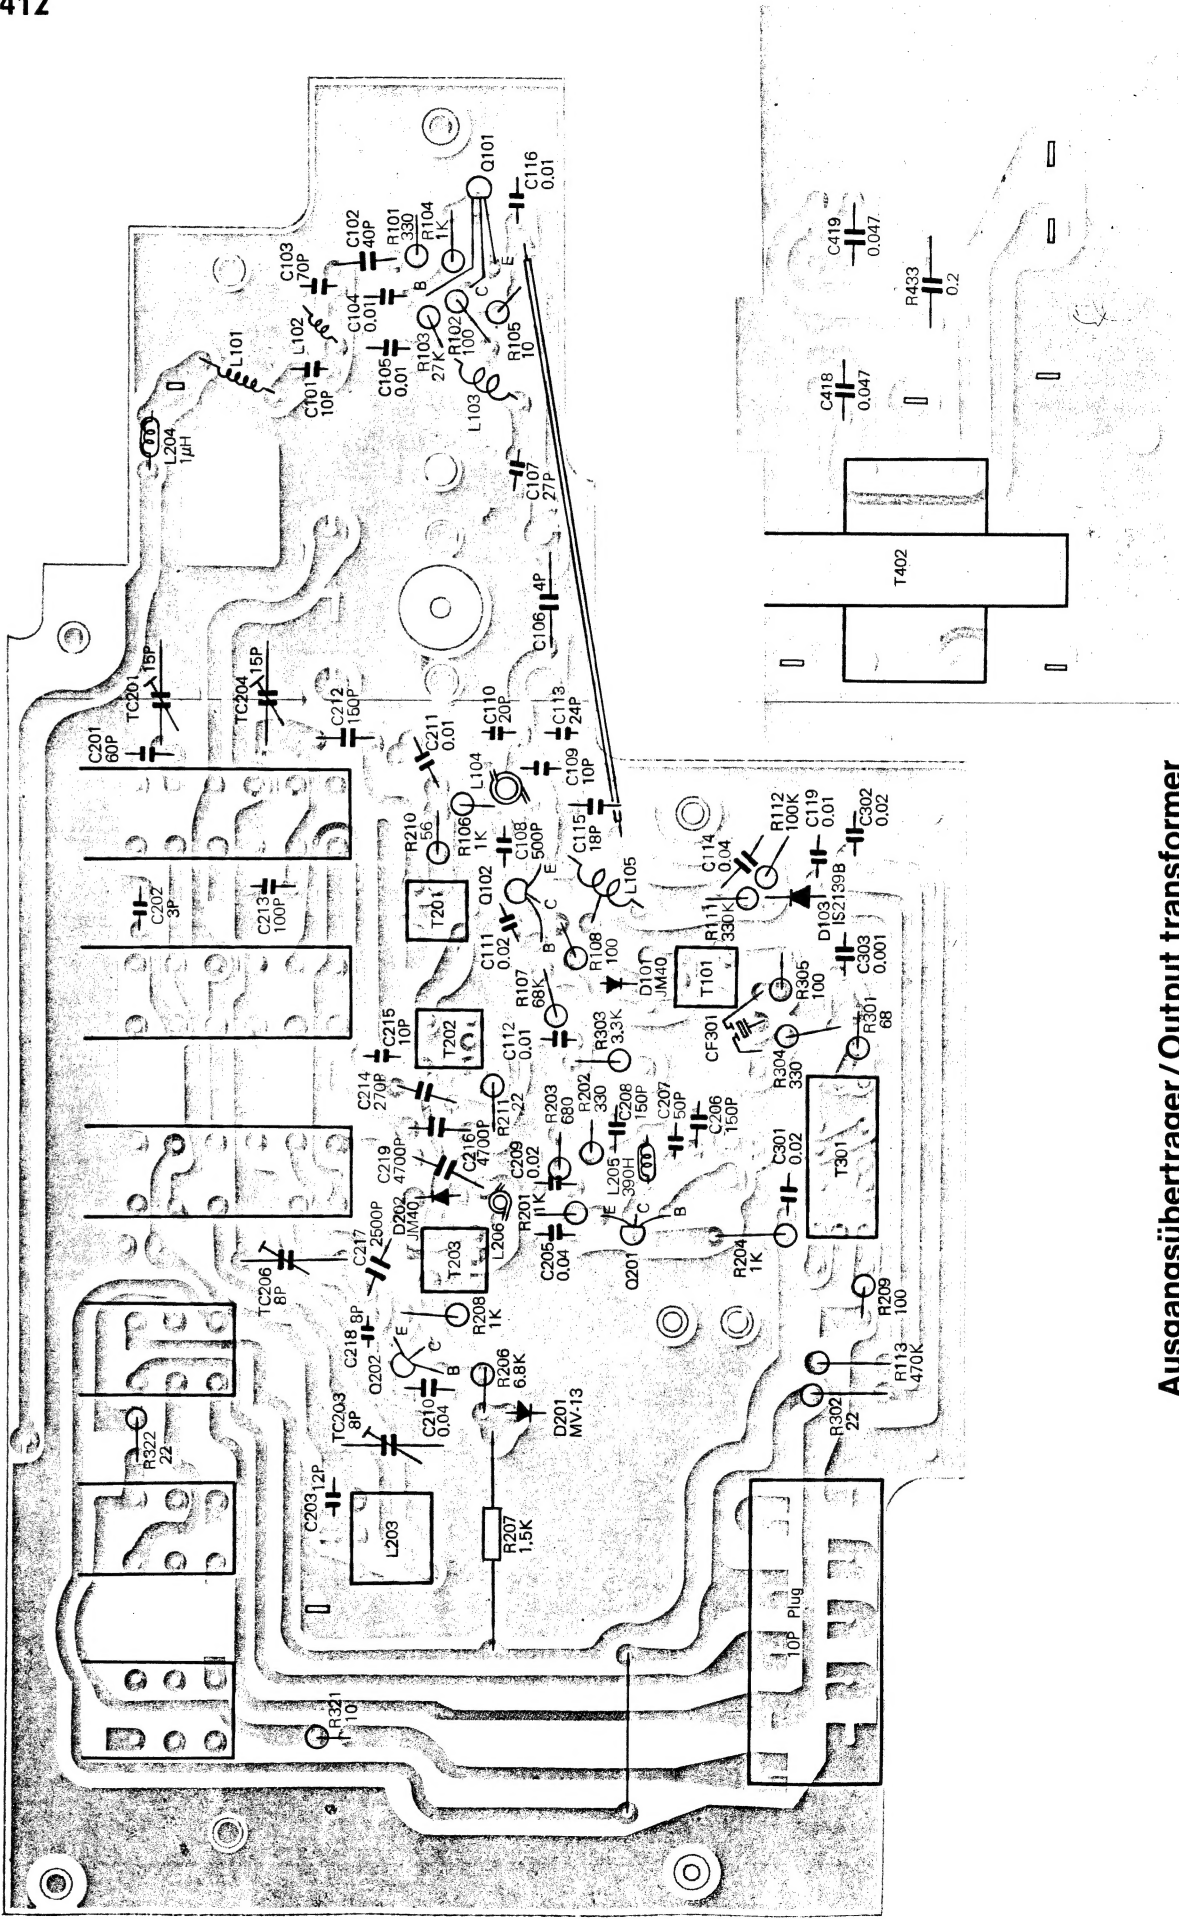 412
Q101
C116
0.01
R104
1K
R101
330
C102
40P
C103
70P
B
C
E
C104
0.01
L102
L101
C101
10P
C105
0.01
R103
27K
R102
100
R105
10
L103
L204
1μH
C107
27P
C106
4P
TC201
15P
TC204
15P
C201
60P
C212
150P
C211
0.01
C110
20P
C113
24P
C109
10P
L104
R210
56
R106
1K
C108
500P
C115
18P
L105
Q102
E
C
B
C202
3P
C213
100P
T201
C111
0.02
R108
100
R107
68K
D101
JM40
C114
0.04
R112
100K
C119
0.01
C302
0.02
R111
330K
D103
IS2139B
C303
0.001
T101
R305
100
R301
68
CF301
R304
330
C215
10P
T202
C112
0.01
R303
3.3K
C214
270P
R211
22
R203
680
R202
330
C208
150P
C207
50P
C206
150P
C219
4700P
C216
4700P
C209
0.02
L205
390H
C301
0.02
T301
C217
2500P
D202
JM40
L206
R201
1K
E
C
B
T203
C205
0.04
Q201
R204
1K
TC206
8P
C218
8P
R208
1K
Q202
E
C
B
R209
100
R113
470K
R302
22
R206
6.8K
C210
0.04
D201
MV-13
TC203
8P
R322
22
C203
12P
L203
R207
1.5K
10P Plug
R321
10
C419
0.047
R433
0.2
C418
0.047
T402
Ausgangsübertrager/Output transformer